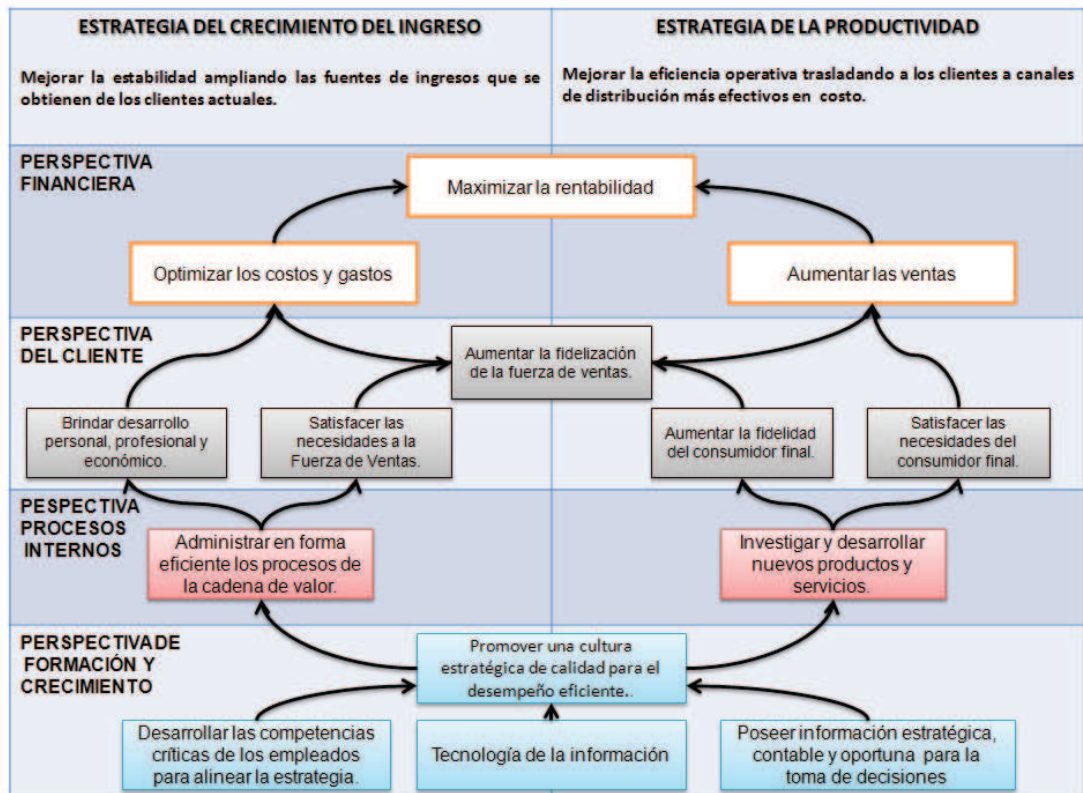 ESTRATEGIA DEL CRECIMIENTO DEL INGRESO
Mejorar la estabilidad ampliando las fuentes de ingresos que se
obtienen de los clientes actuales.
ESTRATEGIA DE LA PRODUCTIVIDAD
Mejorar la eficiencia operativa trasladando a los clientes a canales
de distribución más efectivos en costo.
PERSPECTIVA
FINANCIERA
Maximizar la rentabilidad
Optimizar los costos y gastos
Aumentar las ventas
PERSPECTIVA
DEL CLIENTE
Aumentar la fidelización
de la fuerza de ventas.
Brindar desarrollo
personal, profesional y
económico.
Satisfacer las
necesidades a la
Fuerza de Ventas.
Aumentar la fidelidad
del consumidor final.
Satisfacer las
necesidades del
consumidor final.
PESPECTIVA
PROCESOS
INTERNOS
Administrar en forma
eficiente los procesos de
la cadena de valor.
Investigar y desarrollar
nuevos productos y
servicios.
PERSPECTIVA DE
FORMACIÓN Y
CRECIMIENTO
Promover una cultura
estratégica de calidad para el
desempeño eficiente..
Desarrollar las competencias
críticas de los empleados
para alinear la estrategia.
Tecnología de la información
Poseer información estratégica,
contable y oportuna para la
toma de decisiones